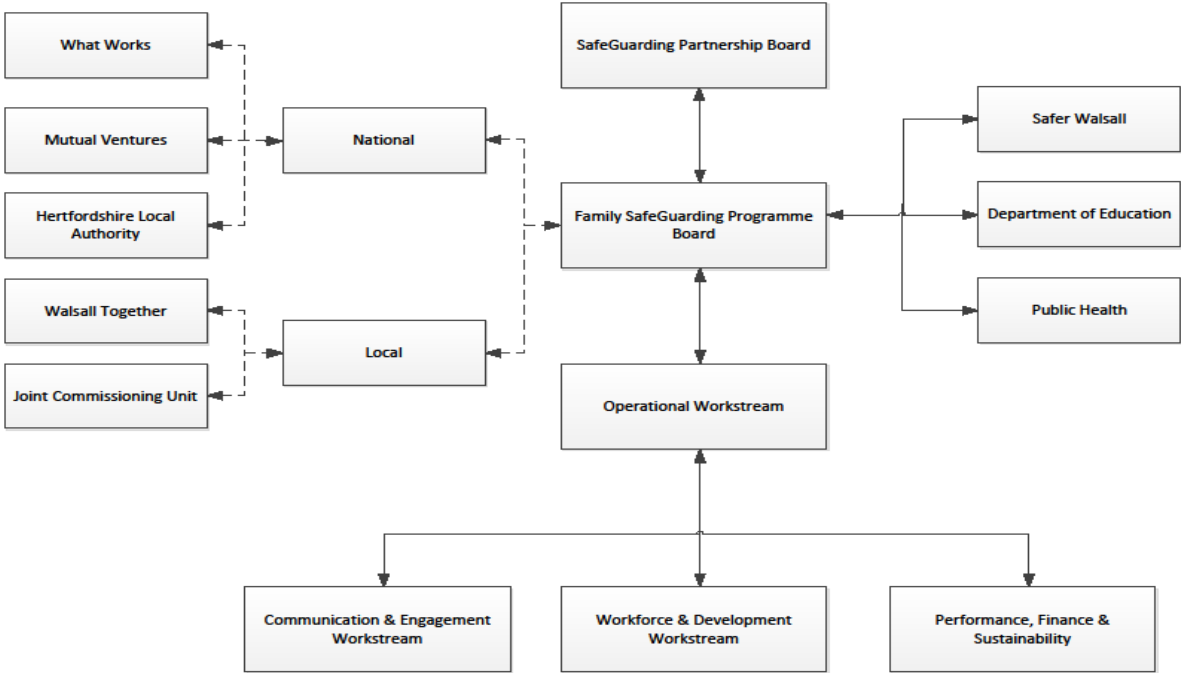 What Works
SafeGuarding Partnership Board
Mutual Ventures
National
Safer Walsall
Hertfordshire Local
Authority
Family SafeGuarding Programme
Board
Department of Education
Walsall Together
Local
Public Health
Joint Commissioning Unit
Operational Workstream
Communication & Engagement
Workstream
Workforce & Development
Workstream
Performance, Finance &
Sustainability